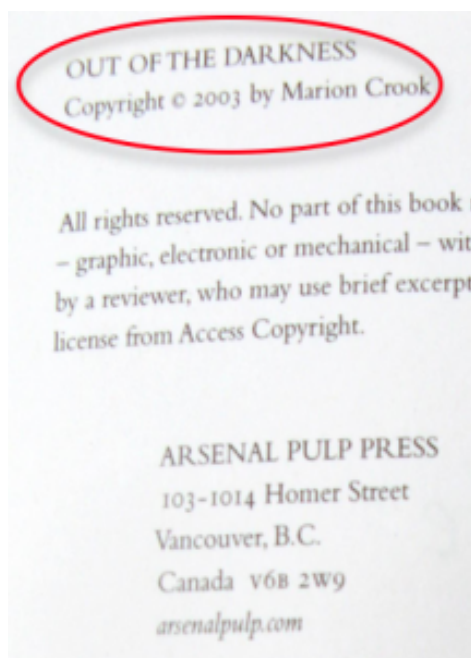 OUT OF THE DARKNESS
Copyright © 2003 by Marion Crook
All rights reserved. No part of this book
– graphic, electronic or mechanical – wit
by a reviewer, who may use brief excerpt
license from Access Copyright.
ARSENAL PULP PRESS
103-1014 Homer Street
Vancouver, B.C.
Canada V6B 2W9
arsenalpulp.com